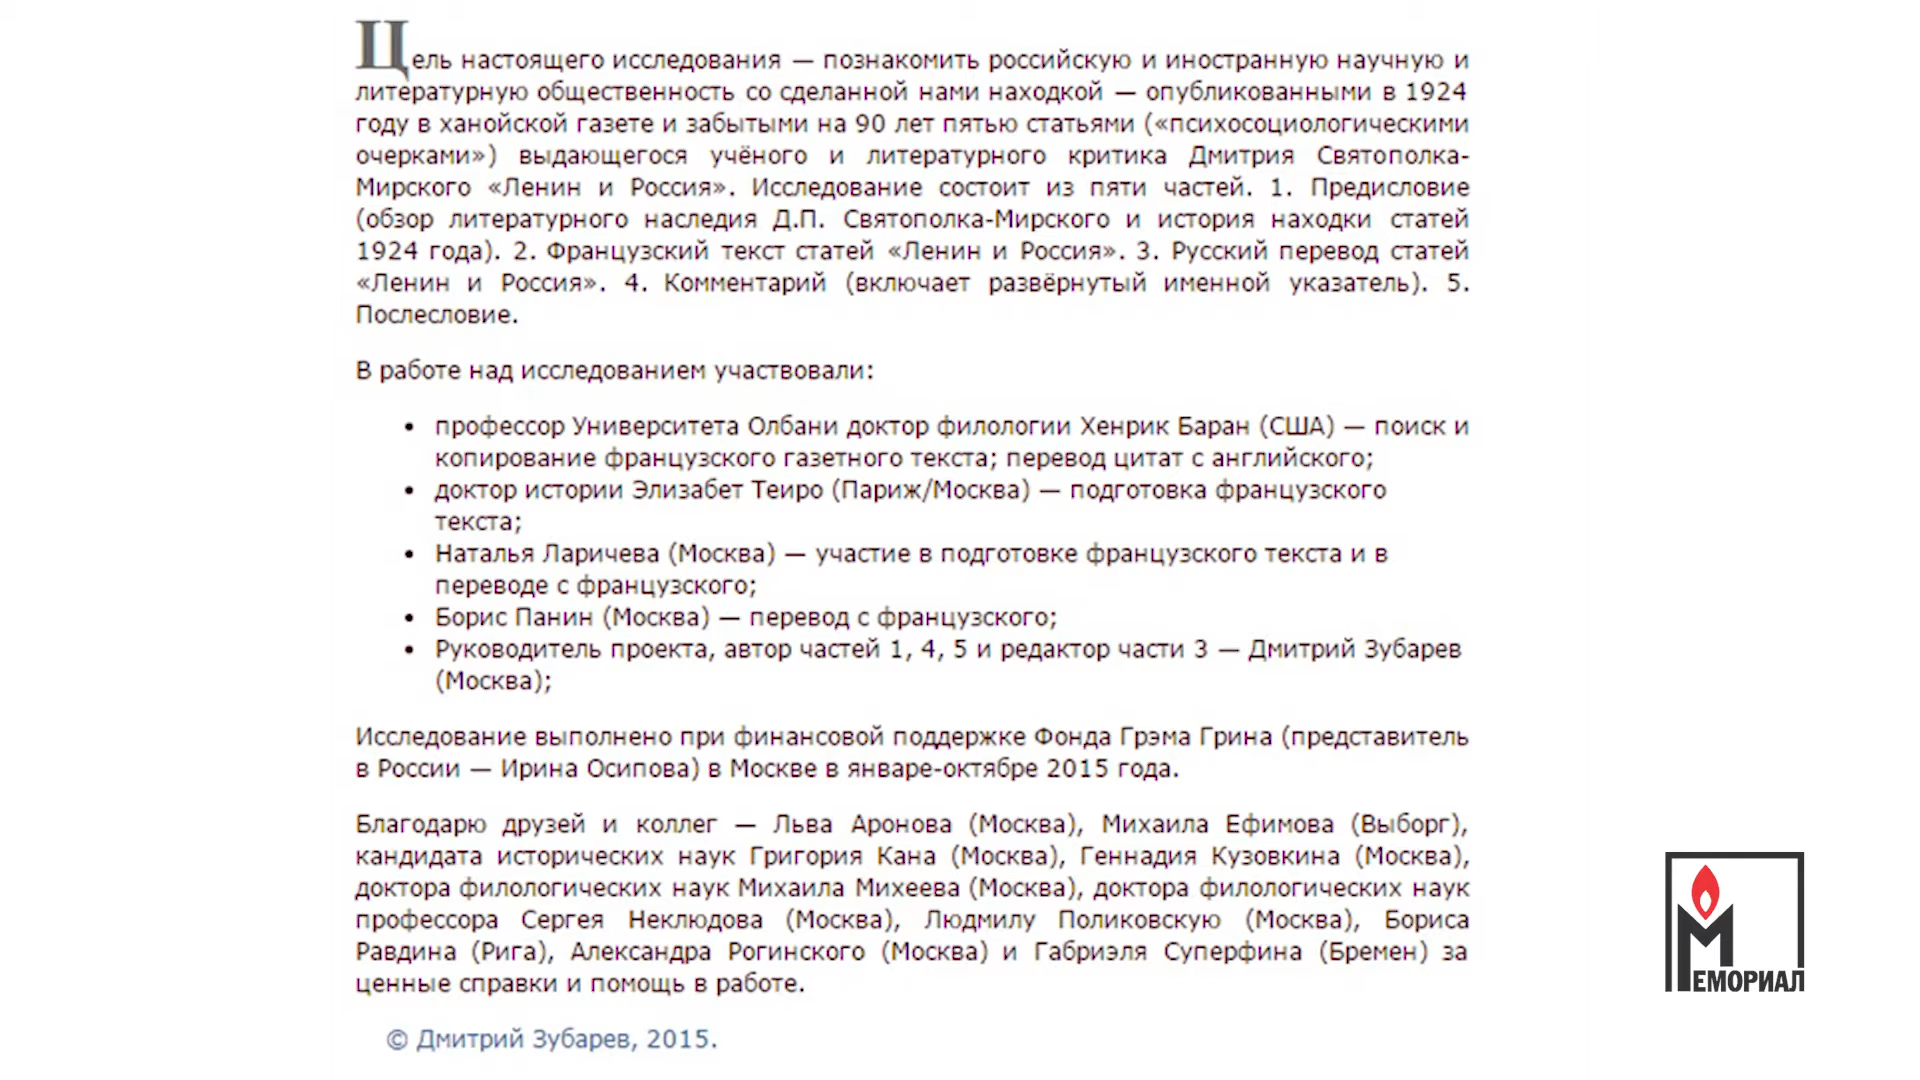 Цель настоящего исследования — познакомить российскую и иностранную научную и
литературную общественность со сделанной нами находкой — опубликованными в 1924
году в ханойской газете и забытыми на 90 лет пятью статьями («психосоциологическими
очерками») выдающегося учёного и литературного критика Дмитрия Святополка-
Мирского «Ленин и Россия». Исследование состоит из пяти частей. 1. Предисловие
(обзор литературного наследия Д.П. Святополка-Мирского и история находки статей
1924 года). 2. Французский текст статей «Ленин и Россия». 3. Русский перевод статей
«Ленин и Россия». 4. Комментарий (включает развёрнутый именной указатель). 5.
Послесловие.
В работе над исследованием участвовали:
• профессор Университета Олбани доктор филологии Хенрик Баран (США) — поиск и
копирование французского газетного текста; перевод цитат с английского;
• доктор истории Элизабет Теиро (Париж/Москва) — подготовка французского
текста;
• Наталья Ларичева (Москва) — участие в подготовке французского текста и в
переводе с французского;
• Борис Панин (Москва) — перевод с французского;
• Руководитель проекта, автор частей 1, 4, 5 и редактор части 3 — Дмитрий Зубарев
(Москва);
Исследование выполнено при финансовой поддержке Фонда Грэма Грина (представитель
в России — Ирина Осипова) в Москве в январе-октябре 2015 года.
Благодарю друзей и коллег — Льва Аронова (Москва), Михаила Ефимова (Выборг),
кандидата исторических наук Григория Кана (Москва), Геннадия Кузовкина (Москва),
доктора филологических наук Михаила Михеева (Москва), доктора филологических наук
профессора Сергея Неклюдова (Москва), Людмилу Поликовскую (Москва), Бориса
Равдина (Рига), Александра Рогинского (Москва) и Габриэля Суперфина (Бремен) за
ценные справки и помощь в работе.
© Дмитрий Зубарев, 2015.
МЕМОРИАЛ